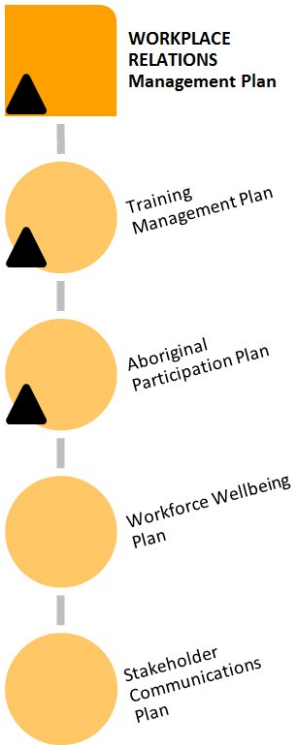 WORKPLACE
RELATIONS
Management Plan
Training
Management Plan
Aboriginal
Participation Plan
Workforce Wellbeing
Plan
Stakeholder
Communications
Plan